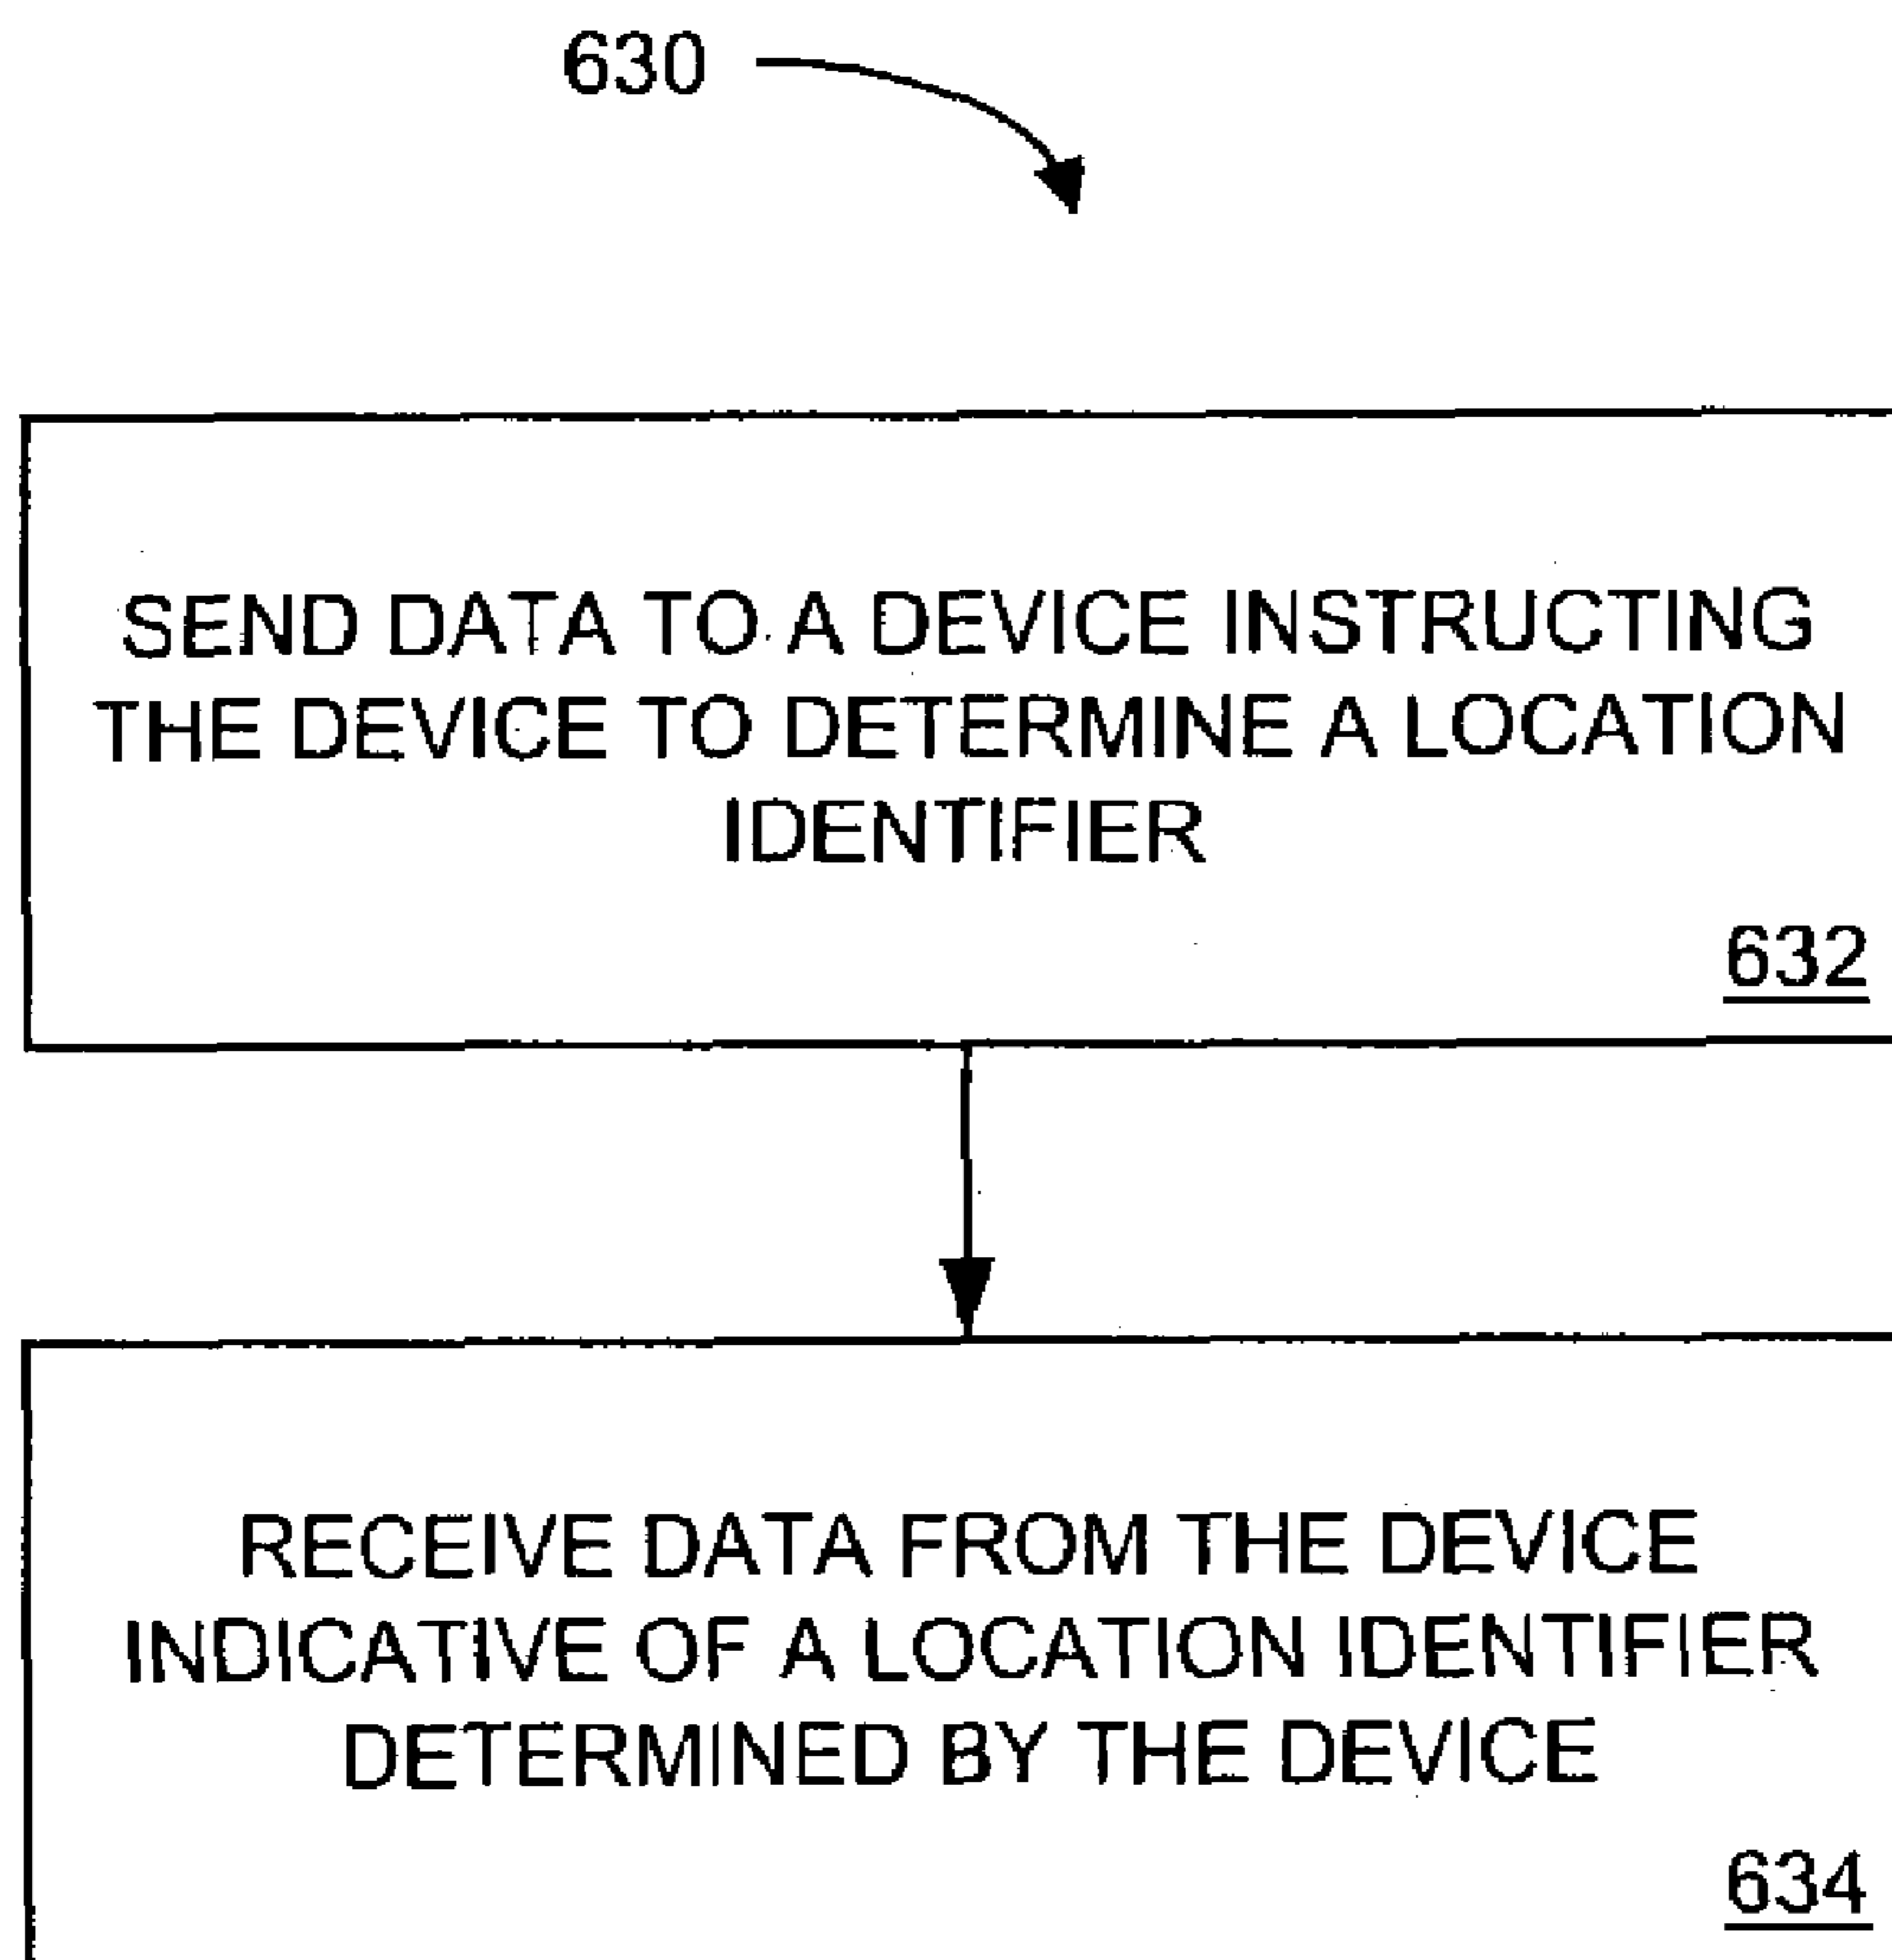 630
SEND DATA TO A DEVICE INSTRUCTING
THE DEVICE TO DETERMINE A LOCATION
IDENTIFIER
632
RECEIVE DATA FROM THE DEVICE
INDICATIVE OF A LOCATION IDENTIFIER
DETERMINED BY THE DEVICE
634